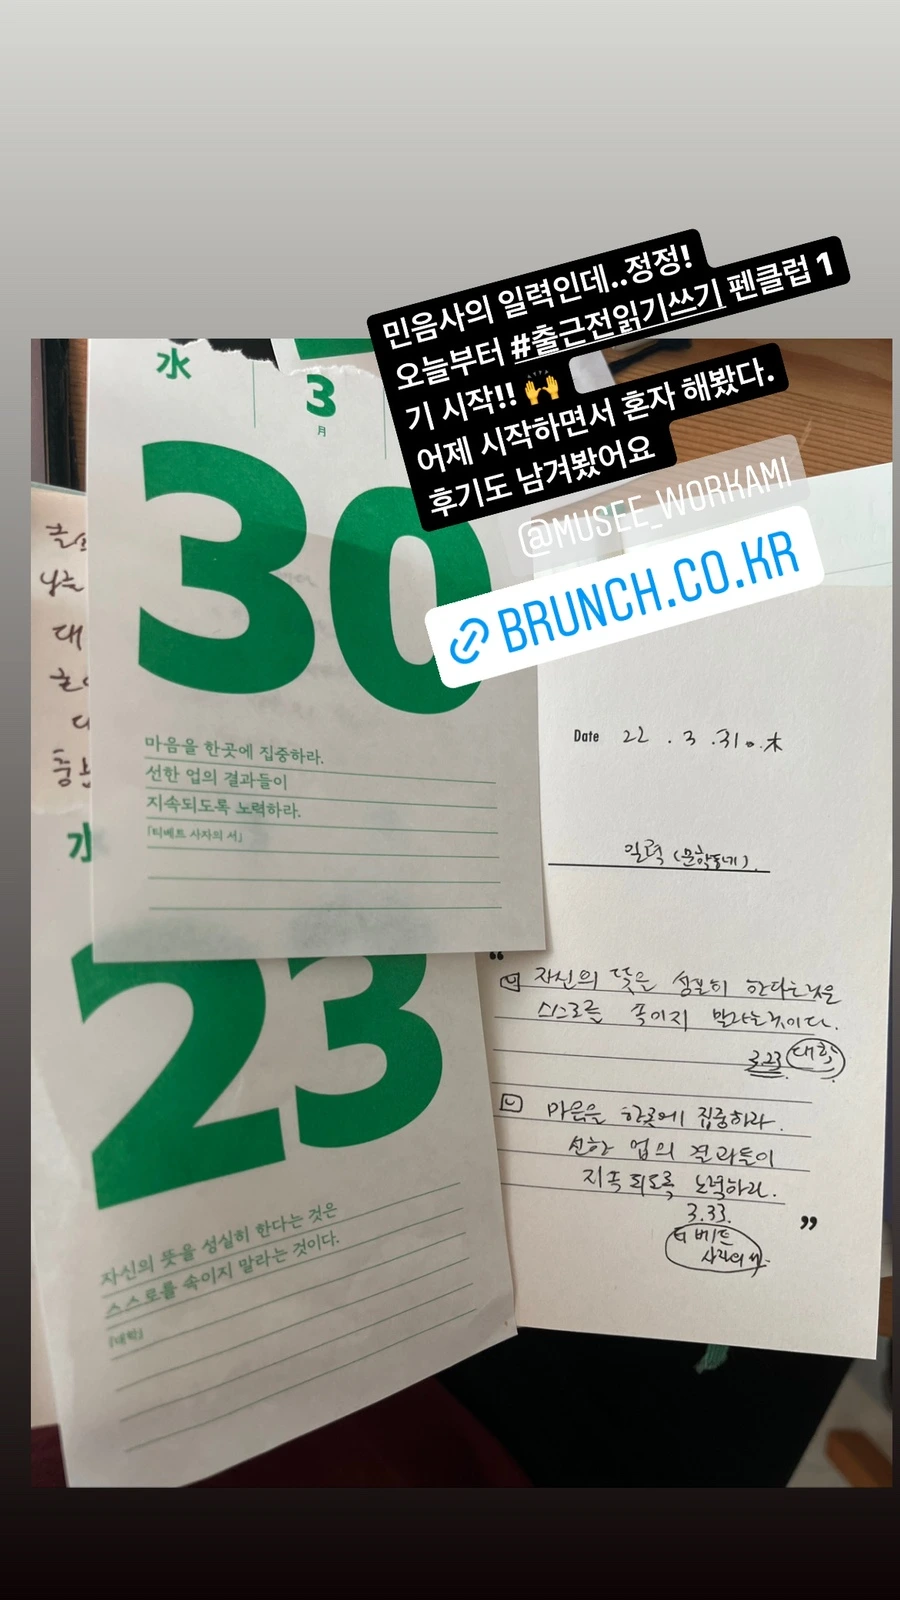 민음사의 일력인데..정정!
오늘부터 #출근전읽기쓰기 펜클럽 1
기 시작!! 🙌
어제 시작하면서 혼자 해봤다.
후기도 남겨봤어요
@MUSEE_WORKAMI
BRUNCH.CO.KR
水
3
月
30
마음을 한곳에 집중하라.
선한 업의 결과들이
지속되도록 노력하라.
「티베트 사자의 서」
水
23
자신의 뜻을 성실히 한다는 것은
스스로를 속이지 말라는 것이다.
『대학』
Date 22 . 3 .31. 木
일력 (문학동네).
“
자신의 뜻은 성실히 한다는것은
스스로를 속이지 말라는것이다.
3.23 대학
마음을 한곳에 집중하라.
선한 업의 결과들이
지속되도록 노력하라.
3.33.
티베트
사자의 서.
”